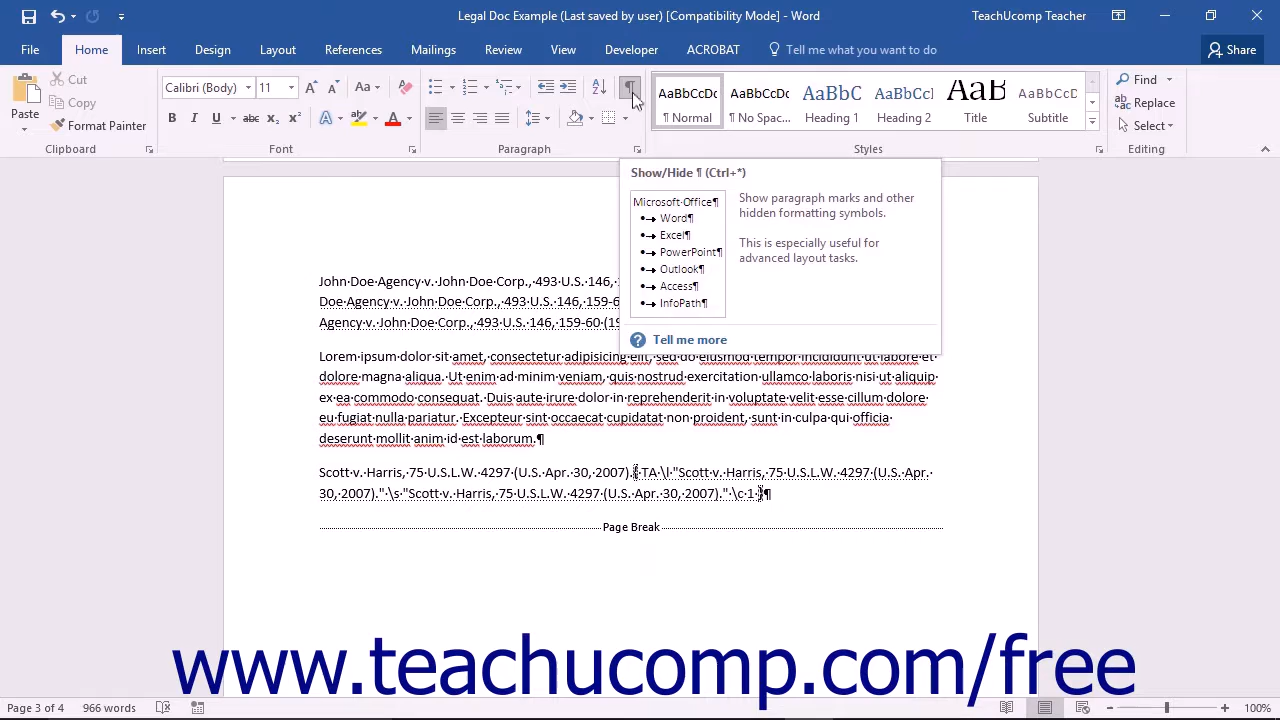 Legal Doc Example (Last saved by user) [Compatibility Mode] - Word
TeachUcomp Teacher
File Home Insert Design Layout References Mailings Review View Developer ACROBAT Tell me what you want to do Share
Paste
Cut
Copy
Format Painter
Clipboard
Calibri (Body) 11 Aa
B I U abc X₂ X²
Font
Paragraph
AaBbCcDc ¶ Normal
AaBbCcDc ¶ No Spac...
AaBbC Heading 1
AaBbCcI Heading 2
AaB Title
AaBbCcD Subtitle
Styles
Find
Replace
Select
Editing
Show/Hide ¶ (Ctrl+*)
Microsoft·Office¶
Word¶
Excel¶
PowerPoint¶
Outlook¶
Access¶
InfoPath¶
Show paragraph marks and other
hidden formatting symbols.
This is especially useful for
advanced layout tasks.
Tell me more
John·Doe·Agency·v.·John·Doe·Corp.,·493·U.S.·146,·
Doe·Agency·v.·John·Doe·Corp.,·493·U.S.·146,·159-6
Agency·v.·John·Doe·Corp.,·493·U.S.·146,·159-60·(19
Lorem·ipsum·dolor·sit·amet,·consectetur·adipisicing·elit,·sed·do·eiusmod·tempor·incididunt·ut·labore·et·
dolore·magna·aliqua.·Ut·enim·ad·minim·veniam,·quis·nostrud·exercitation·ullamco·laboris·nisi·ut·aliquip·
ex·ea·commodo·consequat.·Duis·aute·irure·dolor·in·reprehenderit·in·voluptate·velit·esse·cillum·dolore·
eu·fugiat·nulla·pariatur.·Excepteur·sint·occaecat·cupidatat·non·proident,·sunt·in·culpa·qui·officia·
deserunt·mollit·anim·id·est·laborum.¶
Scott·v.·Harris,·75·U.S.L.W.·4297·(U.S.·Apr.·30,·2007).{·TA·\l·"Scott·v.·Harris,·75·U.S.L.W.·4297·(U.S.·Apr.·
30,·2007)."·\s·"Scott·v.·Harris,·75·U.S.L.W.·4297·(U.S.·Apr.·30,·2007)."·\c·1·}¶
Page Break
www.teachucomp.com/free
Page 3 of 4 966 words 100%